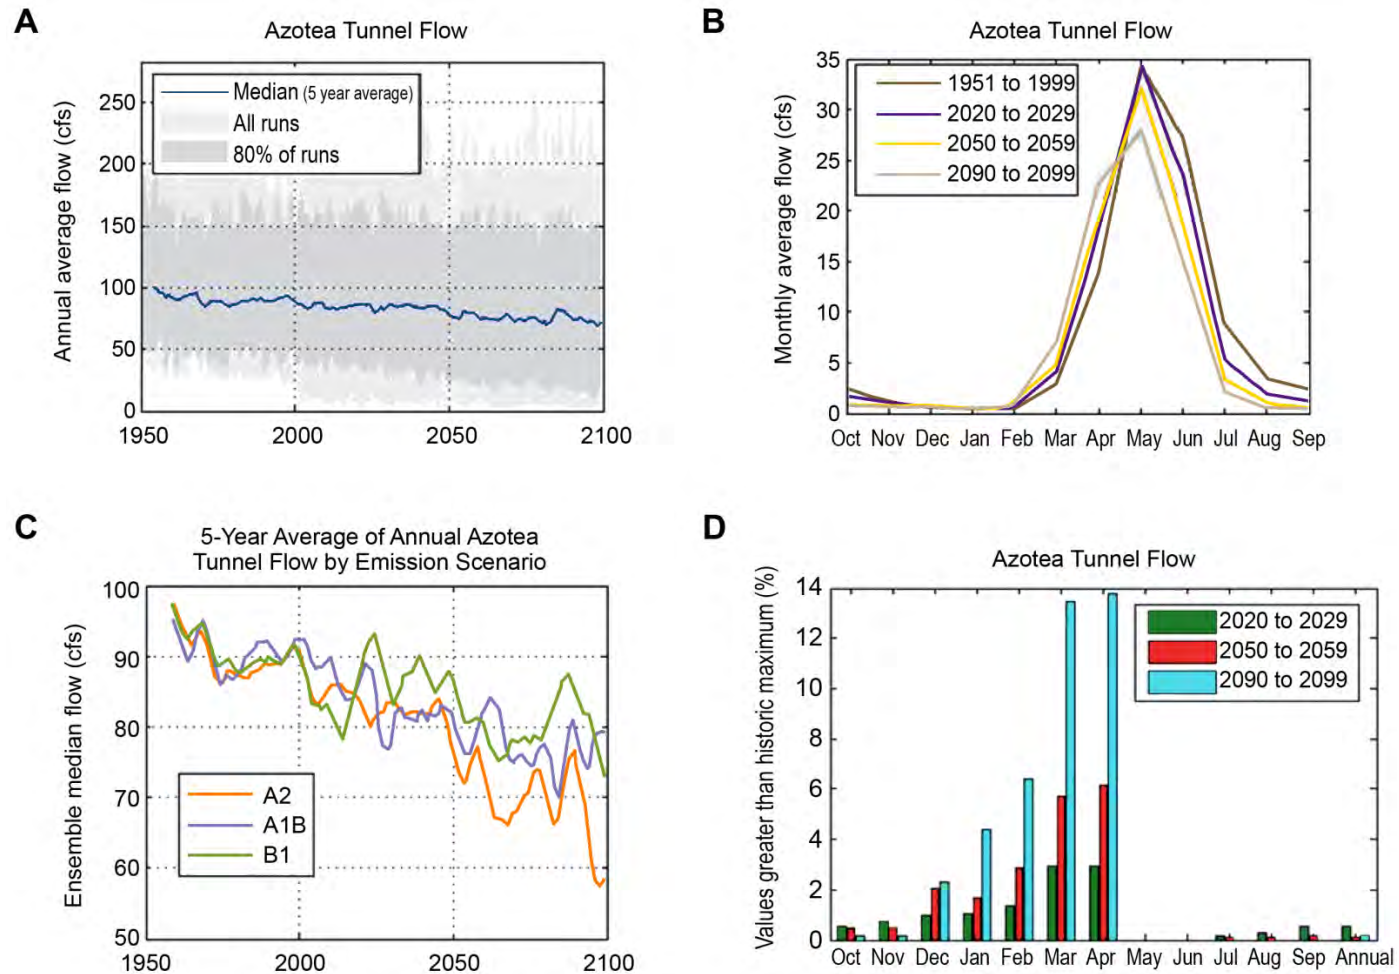 A
Azotea Tunnel Flow
Annual average flow (cfs)
250
200
150
100
50
0
Median (5 year average)
All runs
80% of runs
1950
2000
2050
2100
B
Azotea Tunnel Flow
Monthly average flow (cfs)
35
30
25
20
15
10
5
0
1951 to 1999
2020 to 2029
2050 to 2059
2090 to 2099
Oct Nov Dec Jan Feb Mar Apr May Jun Jul Aug Sep
C
5-Year Average of Annual Azotea
Tunnel Flow by Emission Scenario
Ensemble median flow (cfs)
100
90
80
70
60
50
A2
A1B
B1
1950
2000
2050
2100
D
Azotea Tunnel Flow
Values greater than historic maximum (%)
14
12
10
8
6
4
2
0
2020 to 2029
2050 to 2059
2090 to 2099
Oct Nov Dec Jan Feb Mar Apr May Jun Jul Aug Sep Annual